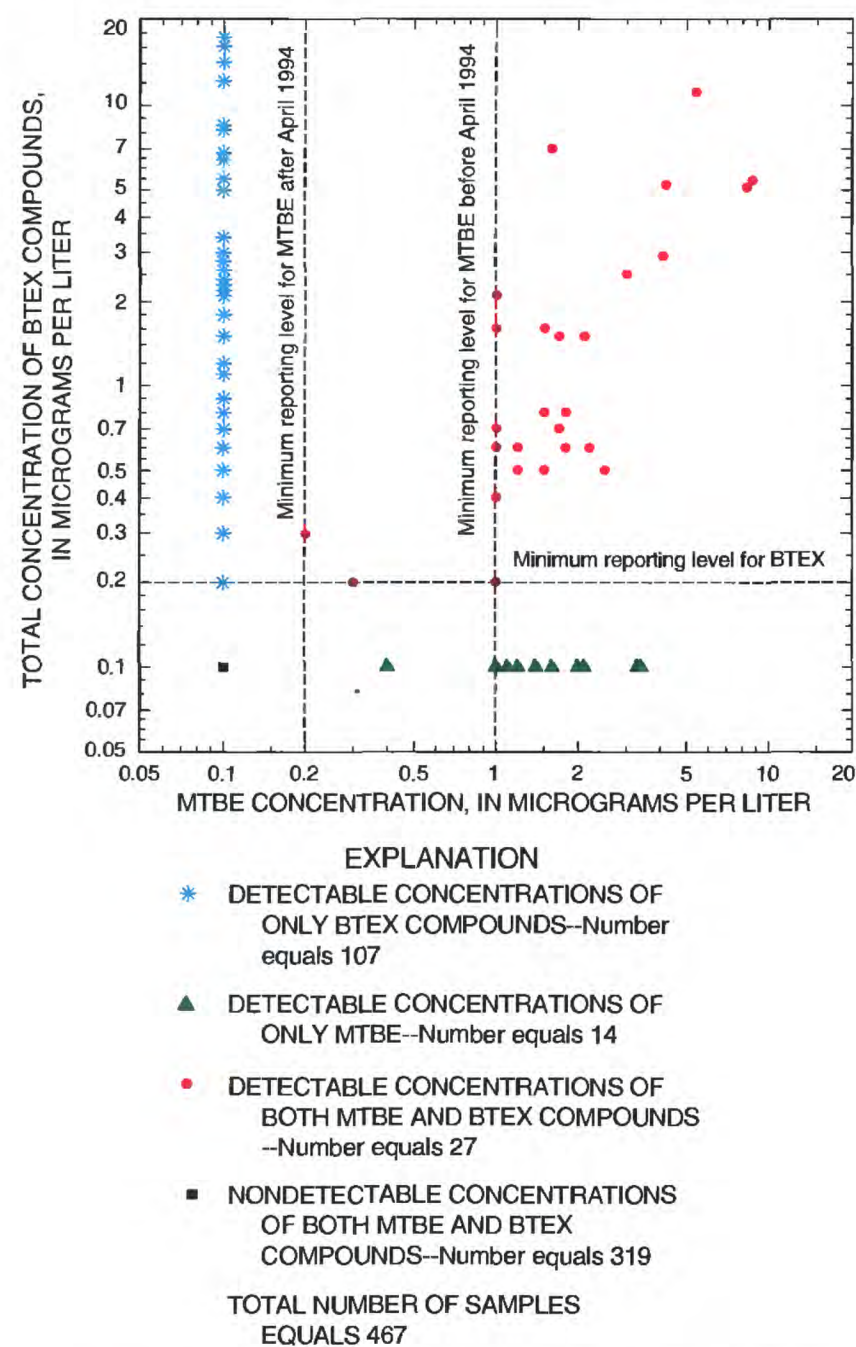 TOTAL CONCENTRATION OF BTEX COMPOUNDS,
IN MICROGRAMS PER LITER
20
10
7
5
4
3
2
1
0.7
0.5
0.4
0.3
0.2
0.1
0.07
0.05
Minimum reporting level for MTBE after April 1994
Minimum reporting level for MTBE before April 1994
Minimum reporting level for BTEX
0.05 0.1 0.2 0.5 1 2 5 10 20
MTBE CONCENTRATION, IN MICROGRAMS PER LITER
EXPLANATION
DETECTABLE CONCENTRATIONS OF
ONLY BTEX COMPOUNDS--Number
equals 107
DETECTABLE CONCENTRATIONS OF
ONLY MTBE--Number equals 14
DETECTABLE CONCENTRATIONS OF
BOTH MTBE AND BTEX COMPOUNDS
--Number equals 27
NONDETECTABLE CONCENTRATIONS
OF BOTH MTBE AND BTEX
COMPOUNDS--Number equals 319
TOTAL NUMBER OF SAMPLES
EQUALS 467